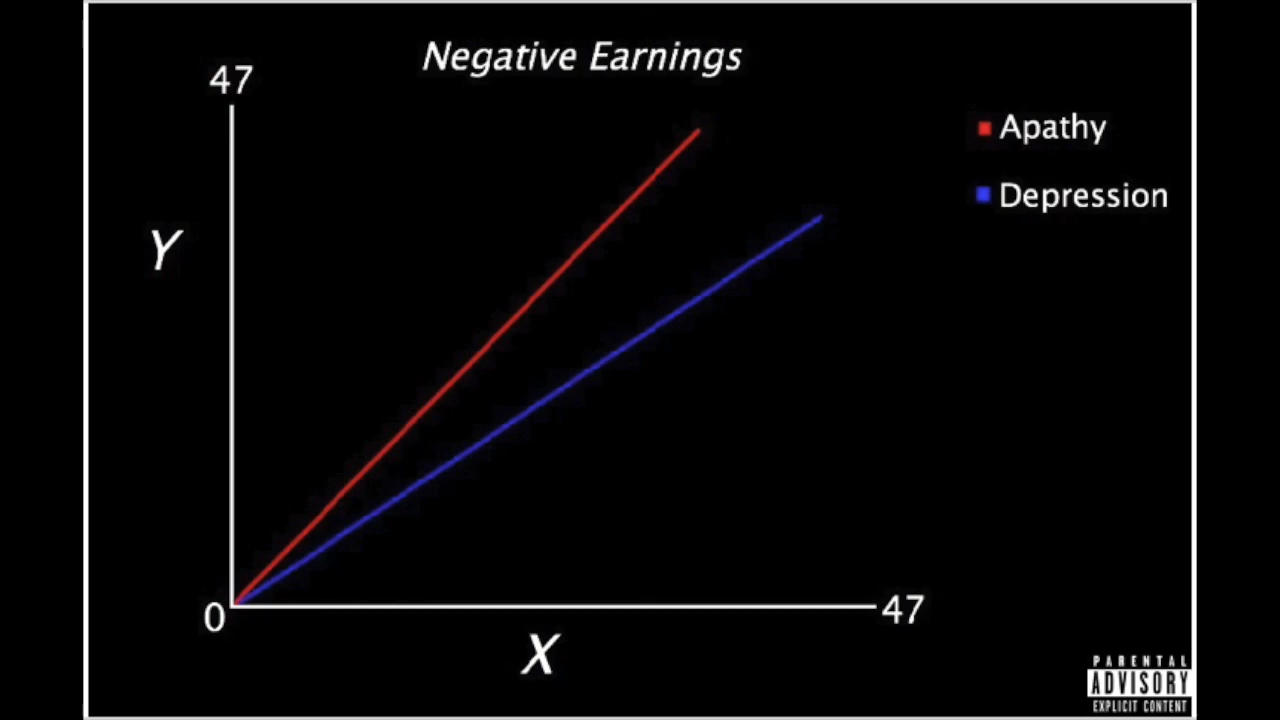 Negative Earnings
47
Apathy
Depression
Y
0
47
X
PARENTAL
ADVISORY
EXPLICIT CONTENT